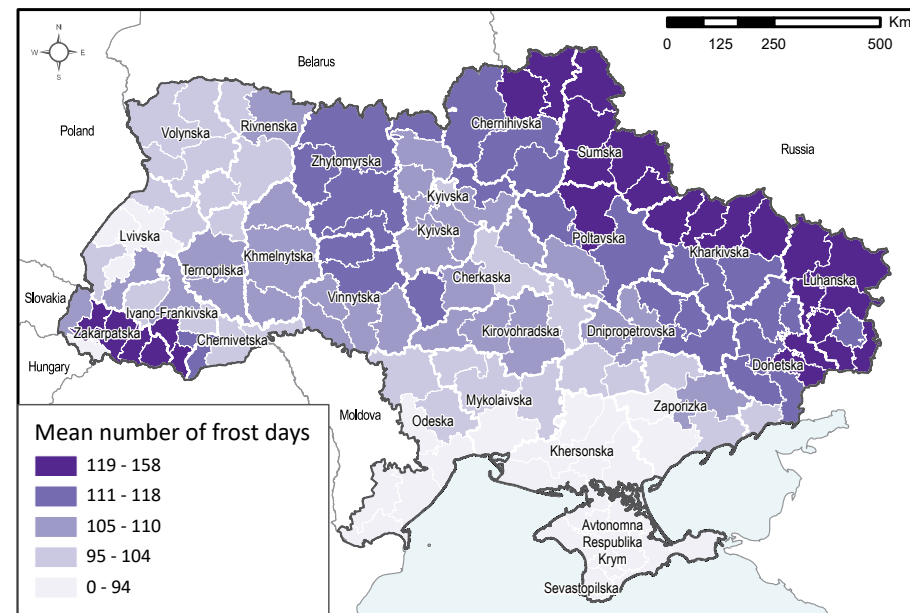 N
W E
S
Km
0 125 250 500
Belarus
Poland
Russia
Slovakia
Hungary
Moldova
Volynska
Rivnenska
Zhytomyrska
Chernihivska
Sumska
Kyivska
Kyivska
Lvivska
Ternopilska
Khmelnytska
Poltavska
Kharkivska
Luhanska
Cherkaska
Vinnytska
Ivano-Frankivska
Zakarpatska
Chernivetska
Kirovohradska
Dnipropetrovska
Donetska
Odeska
Mykolaivska
Zaporizka
Khersonska
Avtonomna
Respublika
Krym
Sevastopilska
Mean number of frost days
119 - 158
111 - 118
105 - 110
95 - 104
0 - 94